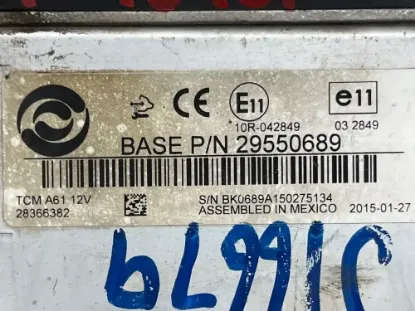 CE E11 e11
10R-042849 03 2849
BASE P/N 29550689
TCM A61 12V S/N BK0689A150275134
28366382 ASSEMBLED IN MEXICO 2015-01-27